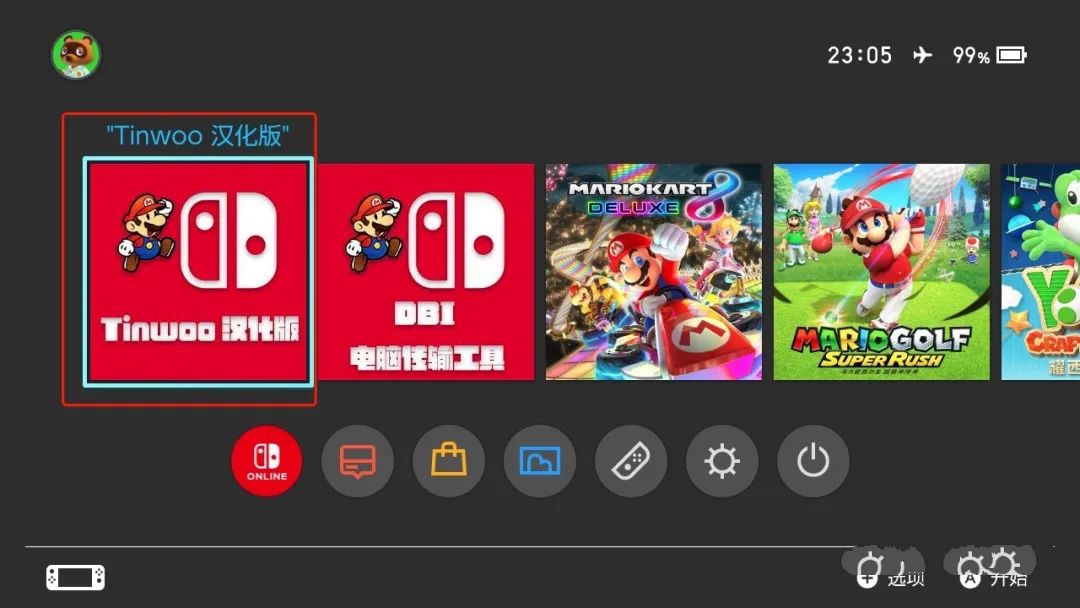 23:05 99%
"Tinwoo 汉化版"
Tinwoo 汉化版
DBI
电脑传输工具
MARIOKART 8
DELUXE
MARIO GOLF
SUPER RUSH
ONLINE
选项
开始